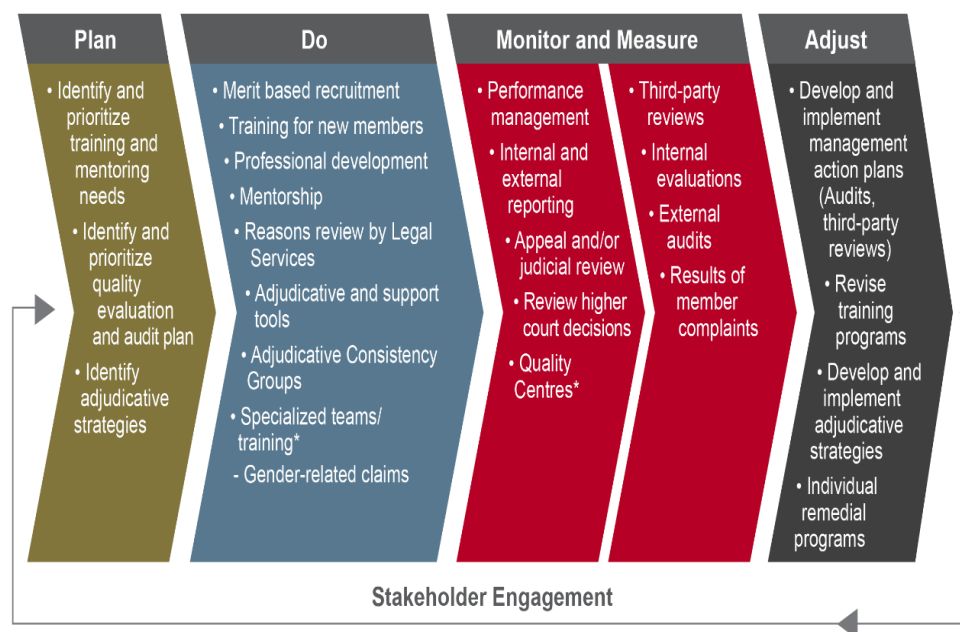 Plan
• Identify and
prioritize
training and
mentoring
needs
• Identify and
prioritize
quality
evaluation
and audit plan
• Identify
adjudicative
strategies
Do
• Merit based recruitment
• Training for new members
• Professional development
• Mentorship
• Reasons review by Legal
Services
• Adjudicative and support
tools
• Adjudicative Consistency
Groups
• Specialized teams/
training*
- Gender-related claims
Monitor and Measure
• Performance
management
• Internal and
external
reporting
• Appeal and/or
judicial review
• Review higher
court decisions
• Quality
Centres*
• Third-party
reviews
• Internal
evaluations
• External
audits
• Results of
member
complaints
Adjust
• Develop and
implement
management
action plans
(Audits,
third-party
reviews)
• Revise
training
programs
• Develop and
implement
adjudicative
strategies
• Individual
remedial
programs
Stakeholder Engagement